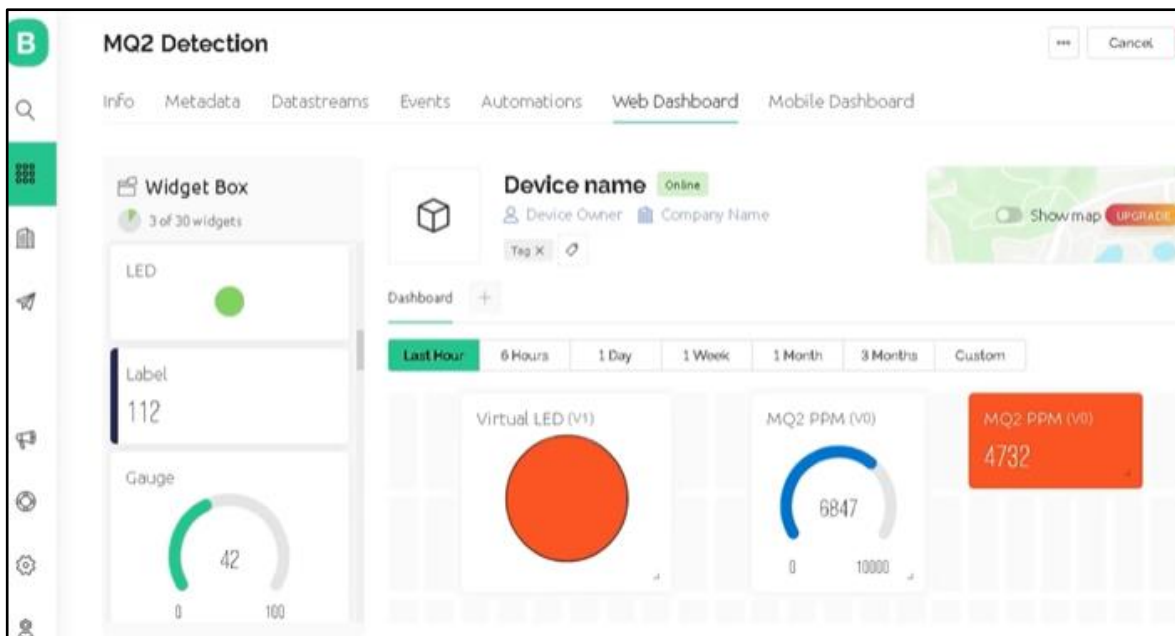 B
MQ2 Detection
... Cancel
Info Metadata Datastreams Events Automations Web Dashboard Mobile Dashboard
Widget Box
3 of 30 widgets
LED
Label
112
Gauge
42
0 100
Device name Online
Device Owner Company Name
Tag X
Show map UPGRADE
Dashboard +
Last Hour 6 Hours 1 Day 1 Week 1 Month 3 Months Custom
Virtual LED (V1)
MQ2 PPM (V0)
6847
0 10000
MQ2 PPM (V0)
4732